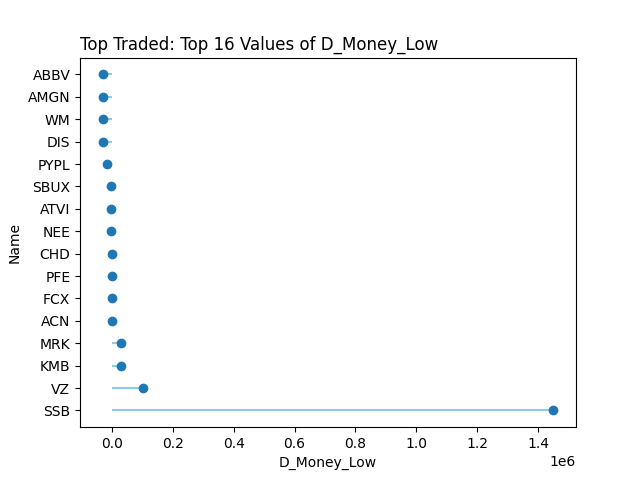 Top Traded: Top 16 Values of D_Money_Low
ABBV
AMGN
WM
DIS
PYPL
SBUX
ATVI
NEE
CHD
PFE
FCX
ACN
MRK
KMB
VZ
SSB
Name
0.0 0.2 0.4 0.6 0.8 1.0 1.2 1.4
1e6
D_Money_Low